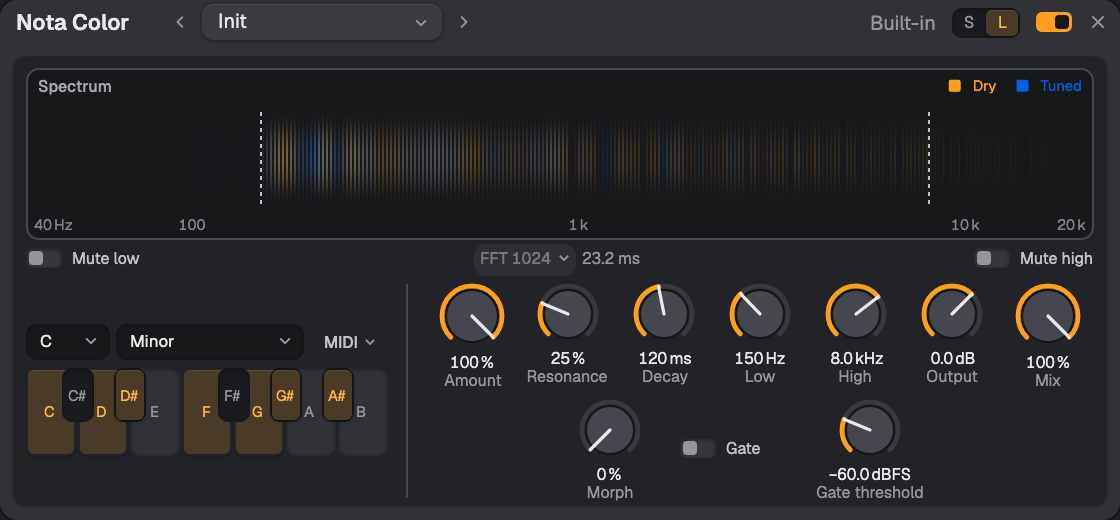 Nota Color
Init
Built-in
S L
Spectrum
Dry Tuned
40 Hz 100 1 k 10 k 20 k
Mute low
FFT 1024 23.2 ms
Mute high
C
Minor
MIDI
C# D# F# G# A#
C D E F G A B
100 % 25 % 120 ms 150 Hz 8.0 kHz 0.0 dB 100 %
Amount Resonance Decay Low High Output Mix
Gate
0 % −60.0 dBFS
Morph Gate threshold